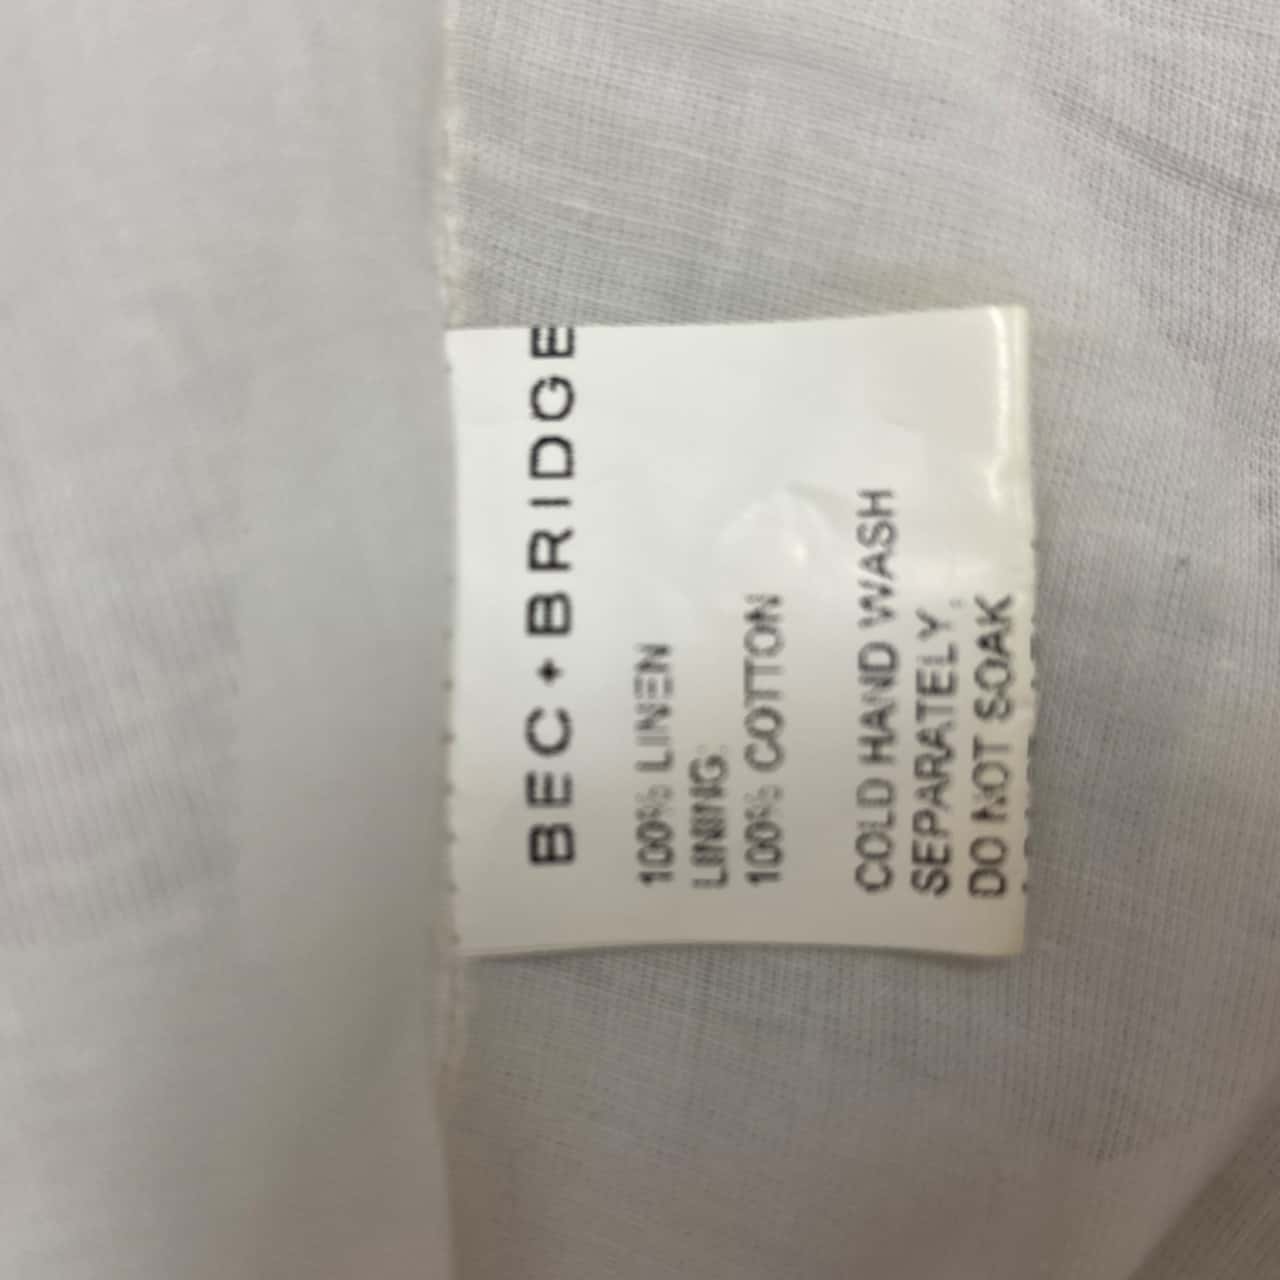 BEC+BRIDGE
100% LINEN
LINING:
100% COTTON
COLD HAND WASH
SEPARATELY.
DO NOT SOAK